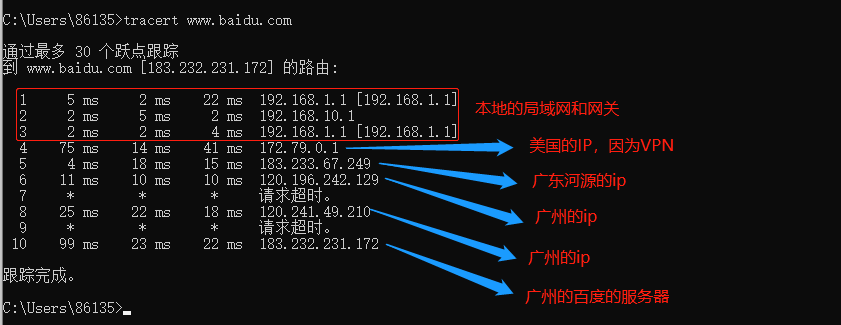 C:\Users\86135>tracert www.baidu.com
通过最多 30 个跃点跟踪
到 www.baidu.com [183.232.231.172] 的路由:
1 5 ms 2 ms 22 ms 192.168.1.1 [192.168.1.1]
2 2 ms 5 ms 2 ms 192.168.10.1
3 2 ms 2 ms 4 ms 192.168.1.1 [192.168.1.1]
本地的局域网和网关
4 75 ms 14 ms 41 ms 172.79.0.1 美国的IP，因为VPN
5 4 ms 18 ms 15 ms 183.233.67.249 广东河源的ip
6 11 ms 10 ms 10 ms 120.196.242.129 广州的ip
7 * * * 请求超时。
8 25 ms 22 ms 18 ms 120.241.49.210 广州的ip
9 * * * 请求超时。
10 99 ms 23 ms 22 ms 183.232.231.172 广州的百度的服务器
跟踪完成。
C:\Users\86135>_